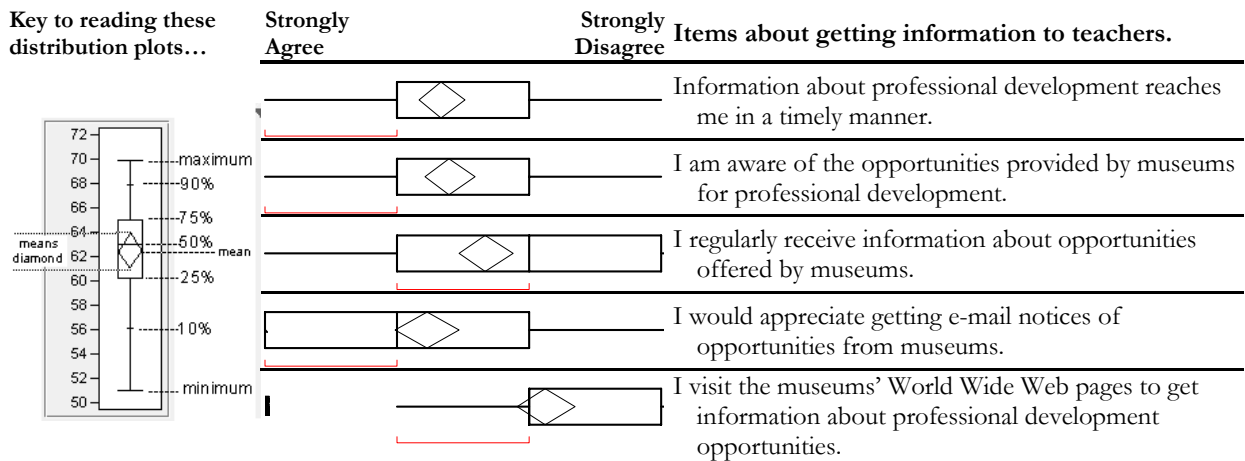 Key to reading these
distribution plots…
Strongly
Agree
Strongly
Disagree
Items about getting information to teachers.
Information about professional development reaches
me in a timely manner.
I am aware of the opportunities provided by museums
for professional development.
I regularly receive information about opportunities
offered by museums.
I would appreciate getting e-mail notices of
opportunities from museums.
I visit the museums’ World Wide Web pages to get
information about professional development
opportunities.
72
70
68
66
64
62
60
58
56
54
52
50
maximum
90%
75%
50%
mean
25%
10%
minimum
means
diamond